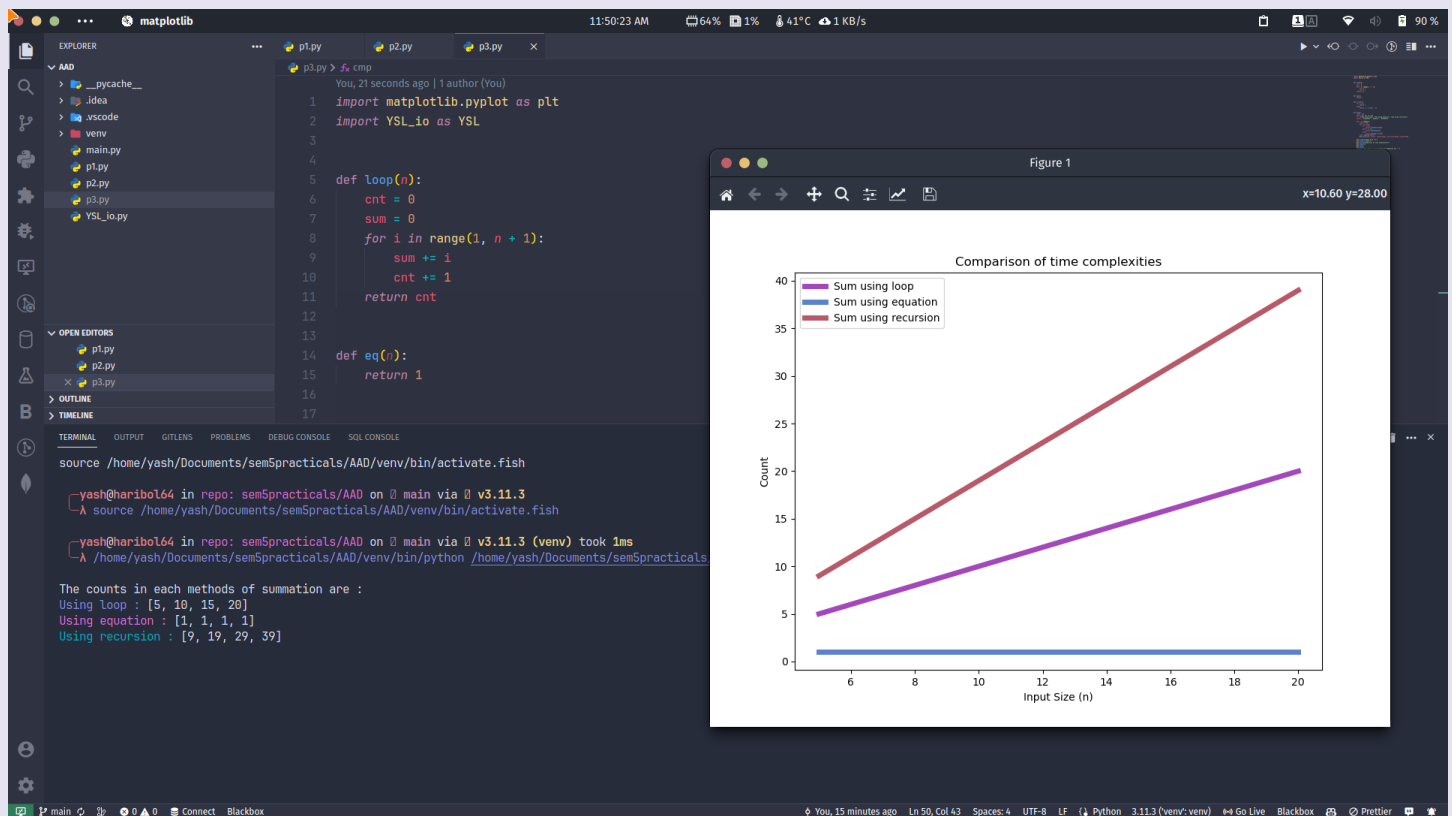 matplotlib
11:50:23 AM
64% 1% 41°C 1 KB/s
1 A
90 %
EXPLORER
AAD
__pycache__
.idea
.vscode
venv
main.py
p1.py
p2.py
p3.py
YSL_io.py
OPEN EDITORS
p1.py
p2.py
p3.py
OUTLINE
TIMELINE
p1.py p2.py p3.py
p3.py > cmp
You, 21 seconds ago | 1 author (You)
1 import matplotlib.pyplot as plt
2 import YSL_io as YSL
3
4
5 def loop(n):
6 cnt = 0
7 sum = 0
8 for i in range(1, n + 1):
9 sum += i
10 cnt += 1
11 return cnt
12
13
14 def eq(n):
15 return 1
16
17
TERMINAL OUTPUT GITLENS PROBLEMS DEBUG CONSOLE SQL CONSOLE
source /home/yash/Documents/sem5practicals/AAD/venv/bin/activate.fish
yash@haribol64 in repo: sem5practicals/AAD on main via v3.11.3
λ source /home/yash/Documents/sem5practicals/AAD/venv/bin/activate.fish
yash@haribol64 in repo: sem5practicals/AAD on main via v3.11.3 (venv) took 1ms
λ /home/yash/Documents/sem5practicals/AAD/venv/bin/python /home/yash/Documents/sem5practicals
The counts in each methods of summation are :
Using loop : [5, 10, 15, 20]
Using equation : [1, 1, 1, 1]
Using recursion : [9, 19, 29, 39]
Figure 1
x=10.60 y=28.00
Comparison of time complexities
Sum using loop
Sum using equation
Sum using recursion
Count
40
35
30
25
20
15
10
5
0
6 8 10 12 14 16 18 20
Input Size (n)
main 0 0 Connect Blackbox
You, 15 minutes ago Ln 50, Col 43 Spaces: 4 UTF-8 LF Python 3.11.3 ('venv': venv) Go Live Blackbox Prettier